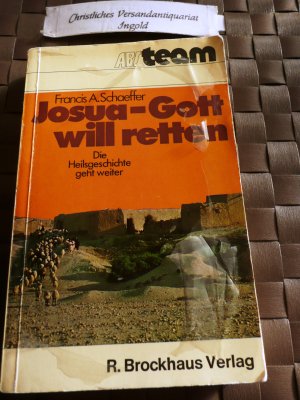 Christliches Versandantiquariat
Ingold
ABCteam
Francis A. Schaeffer
Josua-Gott
will retten
Die
Heilsgeschichte
geht weiter
R. Brockhaus Verlag